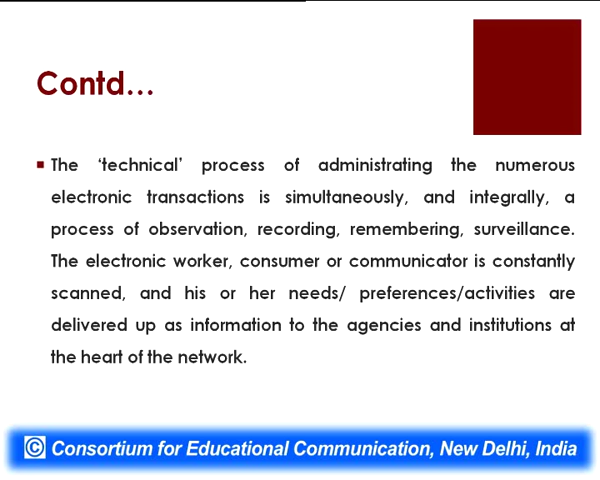 Contd...
▪ The ‘technical’ process of administrating the numerous
electronic transactions is simultaneously, and integrally, a
process of observation, recording, remembering, surveillance.
The electronic worker, consumer or communicator is constantly
scanned, and his or her needs/ preferences/activities are
delivered up as information to the agencies and institutions at
the heart of the network.
© Consortium for Educational Communication, New Delhi, India